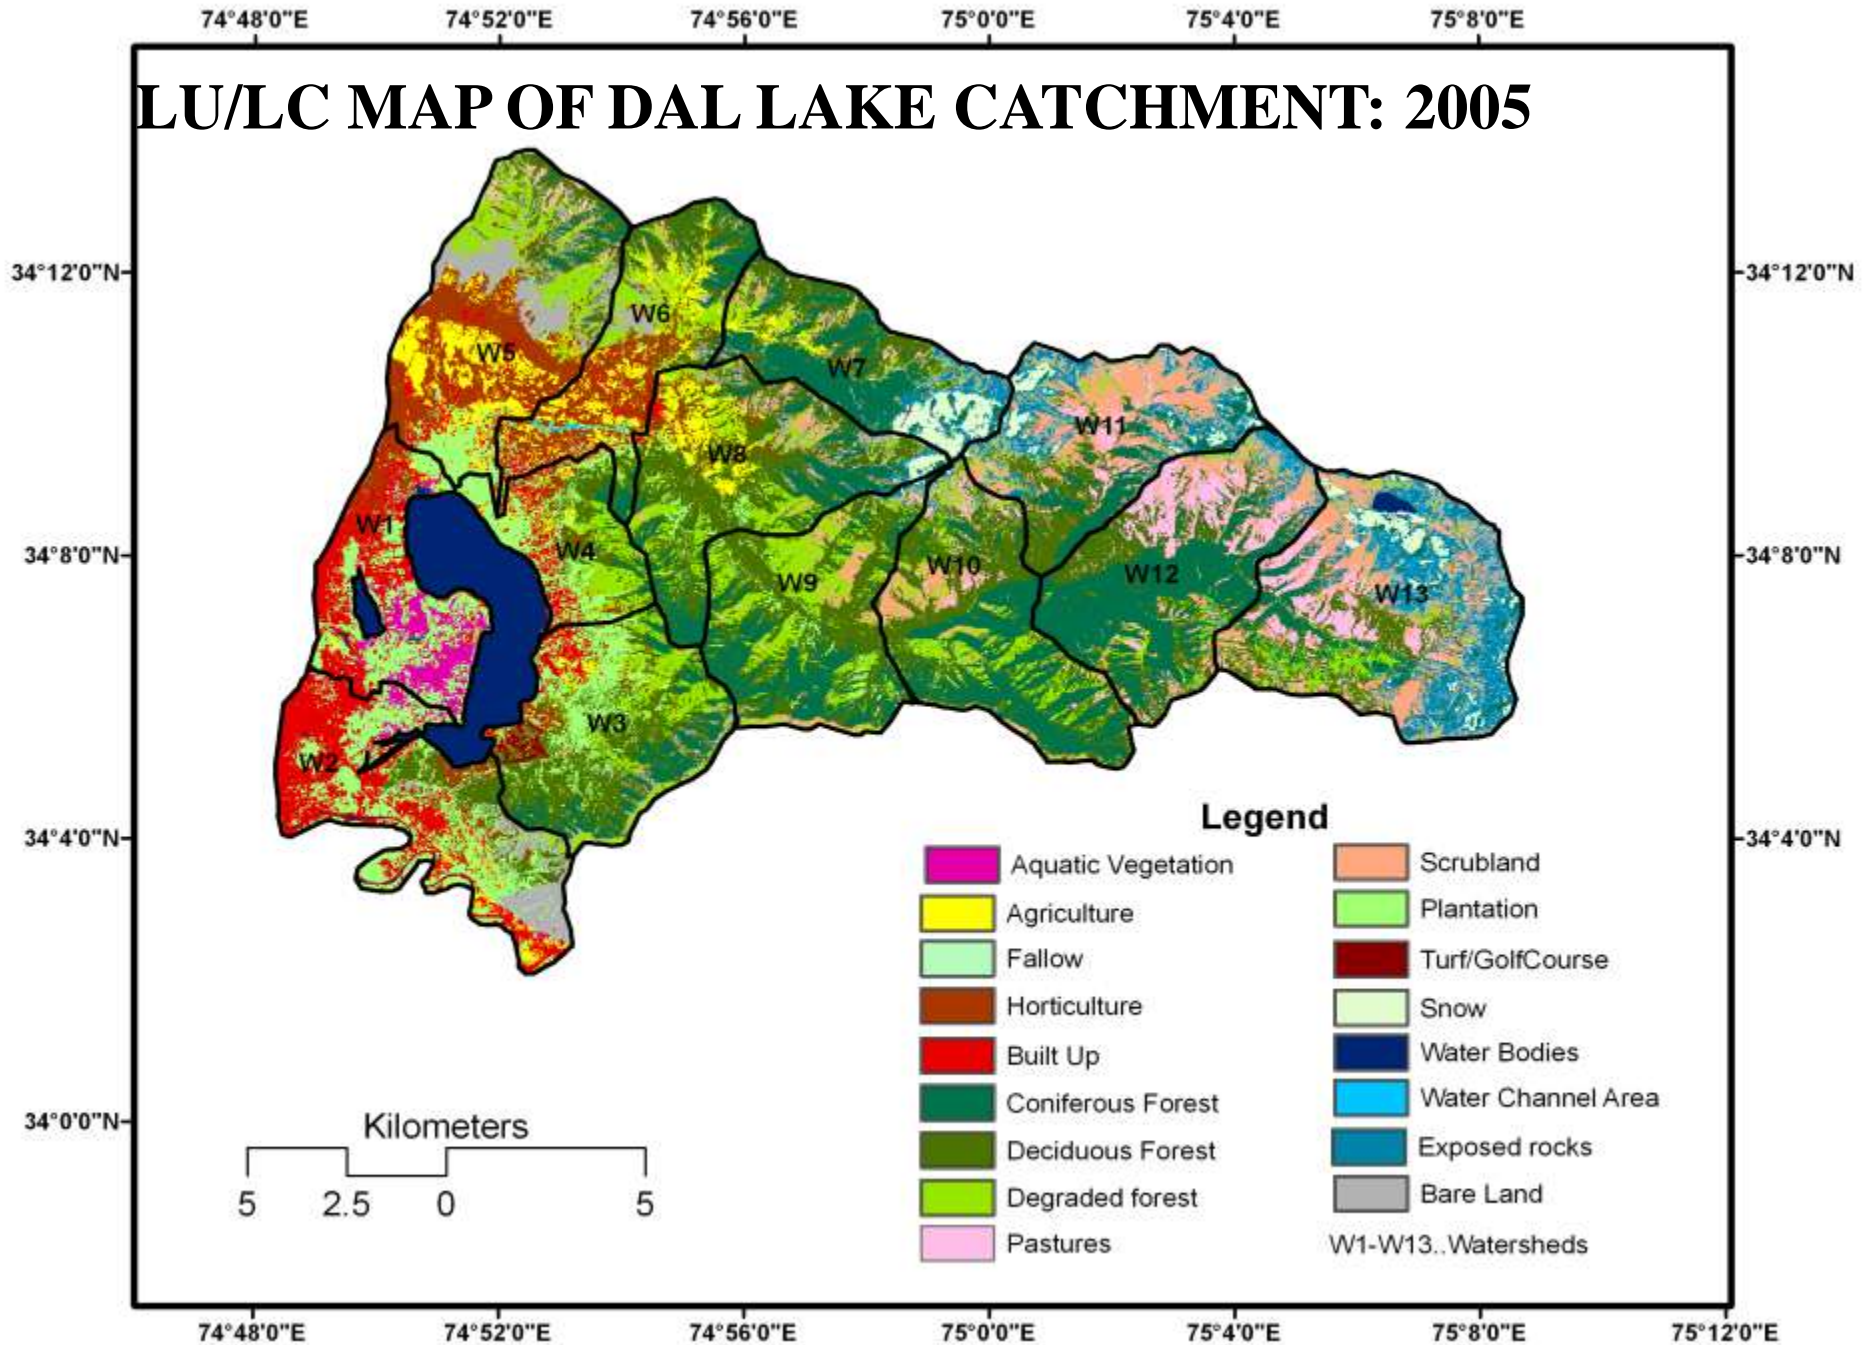 74°48'0"E 74°52'0"E 74°56'0"E 75°0'0"E 75°4'0"E 75°8'0"E
LU/LC MAP OF DAL LAKE CATCHMENT: 2005
34°12'0"N 34°12'0"N
W6
W5
W7
W11
W8
W1
W4
34°8'0"N 34°8'0"N
W10
W12
W9
W13
W3
W2
34°4'0"N 34°4'0"N
Legend
Aquatic Vegetation
Agriculture
Fallow
Horticulture
Built Up
Coniferous Forest
Deciduous Forest
Degraded forest
Pastures
Scrubland
Plantation
Turf/GolfCourse
Snow
Water Bodies
Water Channel Area
Exposed rocks
Bare Land
W1-W13..Watersheds
34°0'0"N
Kilometers
5 2.5 0 5
74°48'0"E 74°52'0"E 74°56'0"E 75°0'0"E 75°4'0"E 75°8'0"E 75°12'0"E